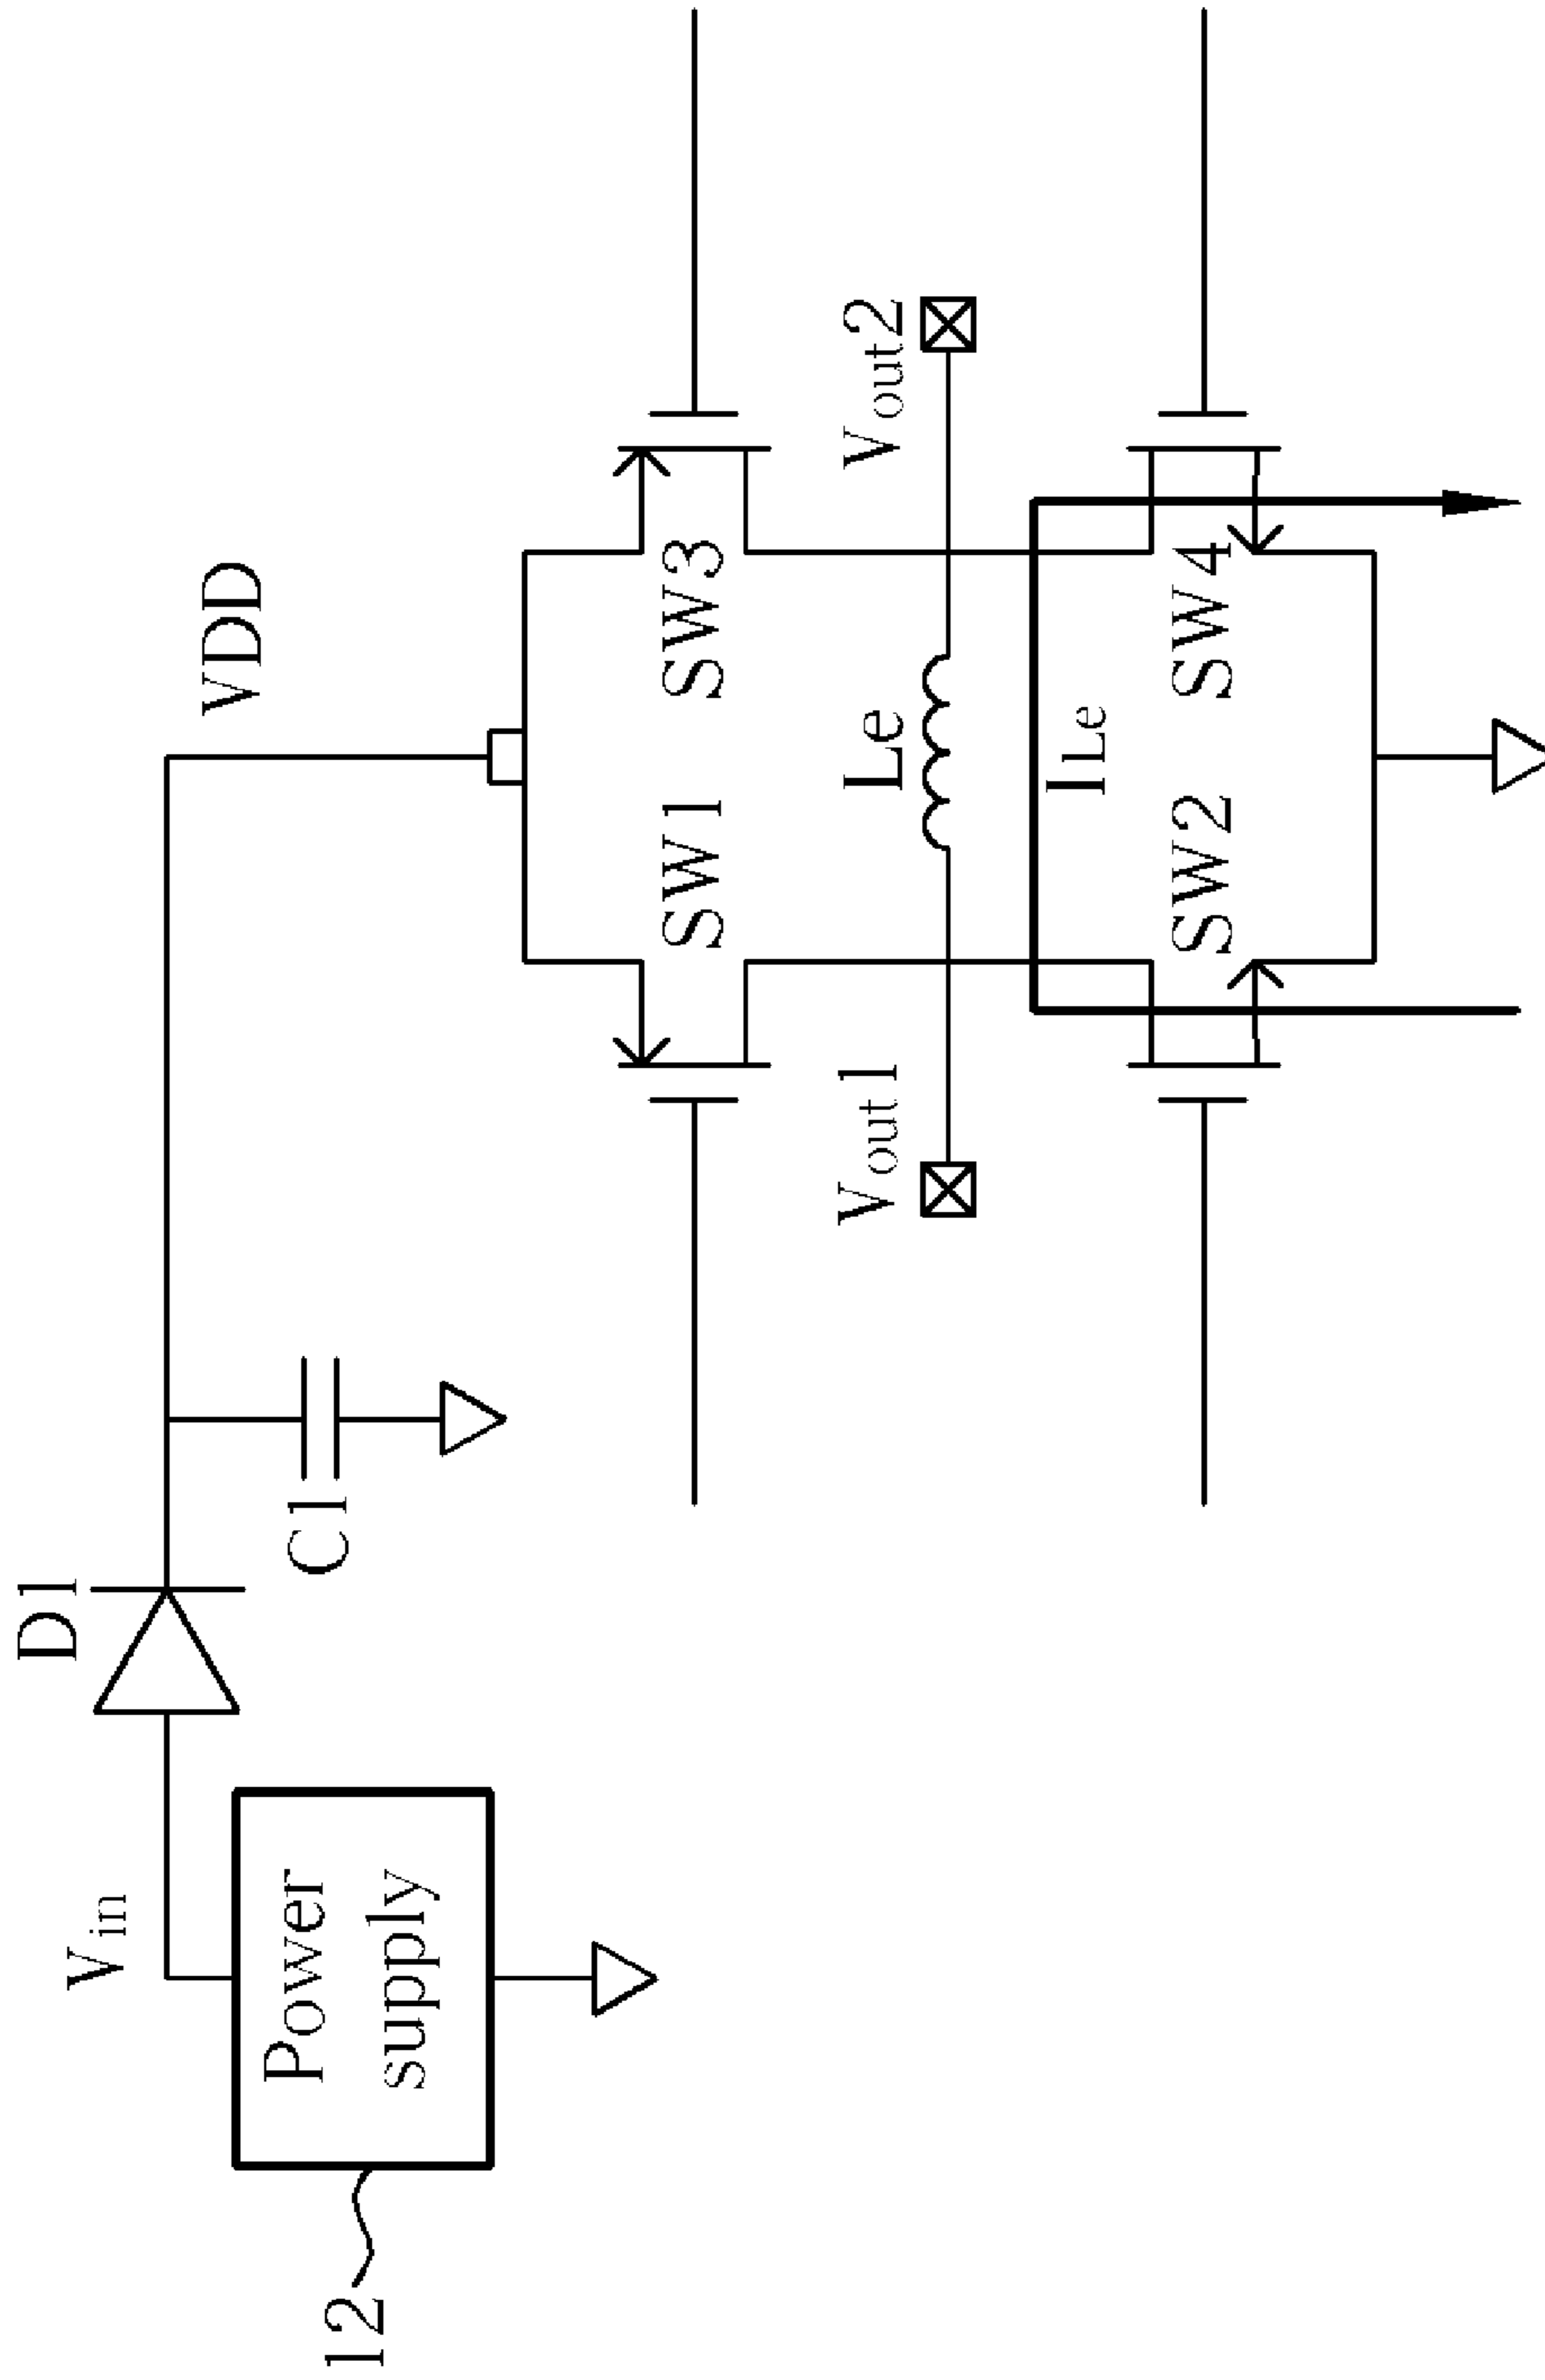 12
Power
supply
Vin
D1
C1
VDD
SW1
SW3
Vout1
Le
Vout2
ILe
SW2
SW4